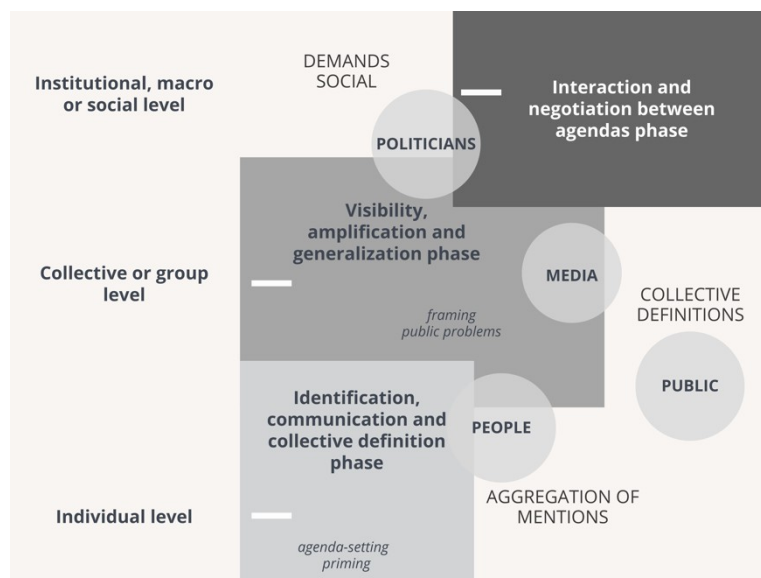 DEMANDS
SOCIAL
Institutional, macro
or social level
Interaction and
negotiation between
agendas phase
POLITICIANS
Visibility,
amplification and
generalization phase
Collective or group
level
MEDIA
COLLECTIVE
DEFINITIONS
framing
public problems
PUBLIC
Identification,
communication and
collective definition
phase
PEOPLE
AGGREGATION OF
MENTIONS
Individual level
agenda-setting
priming